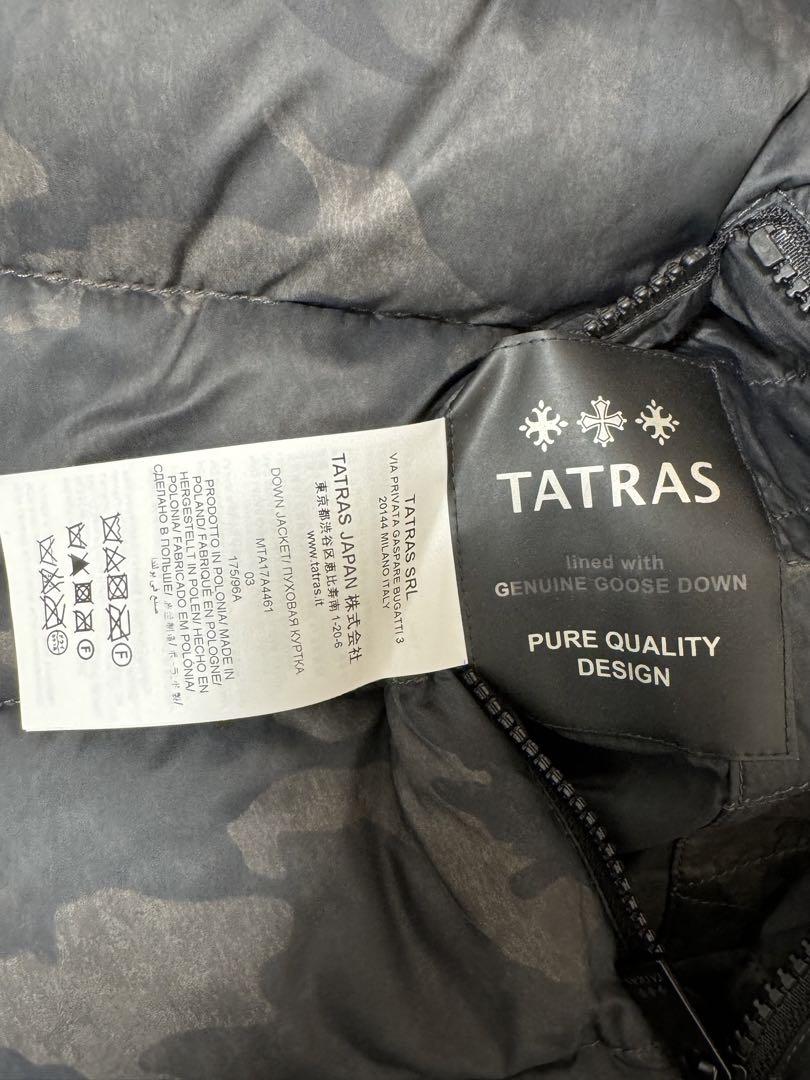 TATRAS
lined with
GENUINE GOOSE DOWN
PURE QUALITY
DESIGN
TATRAS SRL
VIA PRIVATA GASPARE BUGATTI 3
20144 MILANO ITALY
TATRAS JAPAN 株式会社
東京都渋谷区恵比寿南 1-20-6
www.tatras.it
DOWN JACKET/ ПУХОВАЯ КУРТКА
MTA17A4461
03
175/96A
PRODOTTO IN POLONIA/ MADE IN
POLAND/ FABRIQUÉ EN POLOGNE/
HERGESTELLT IN POLEN/ HECHO EN
POLONIA/ FABRICADO EM POLÓNIA/
СДЕЛАНО В ПОЛЬШЕ/
F
F